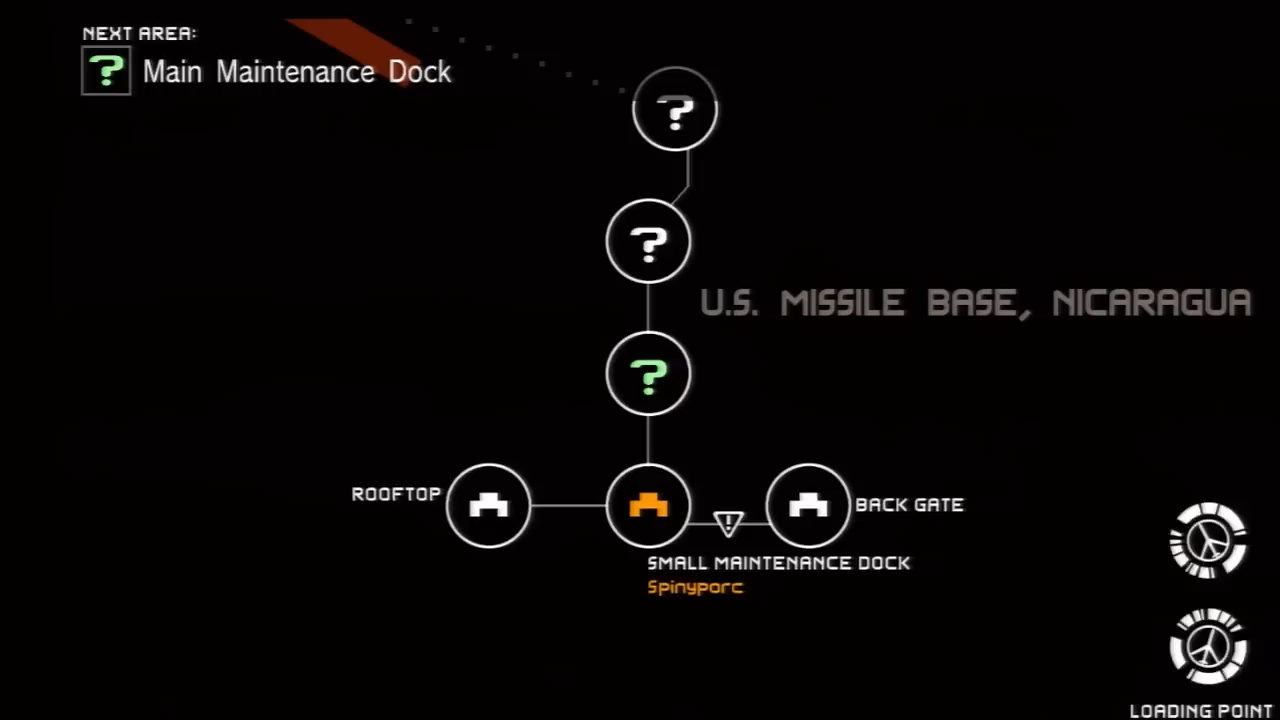 NEXT AREA:
? Main Maintenance Dock
?
?
U.S. MISSILE BASE, NICARAGUA
?
ROOFTOP
BACK GATE
!
SMALL MAINTENANCE DOCK
Spinyporc
LOADING POINT